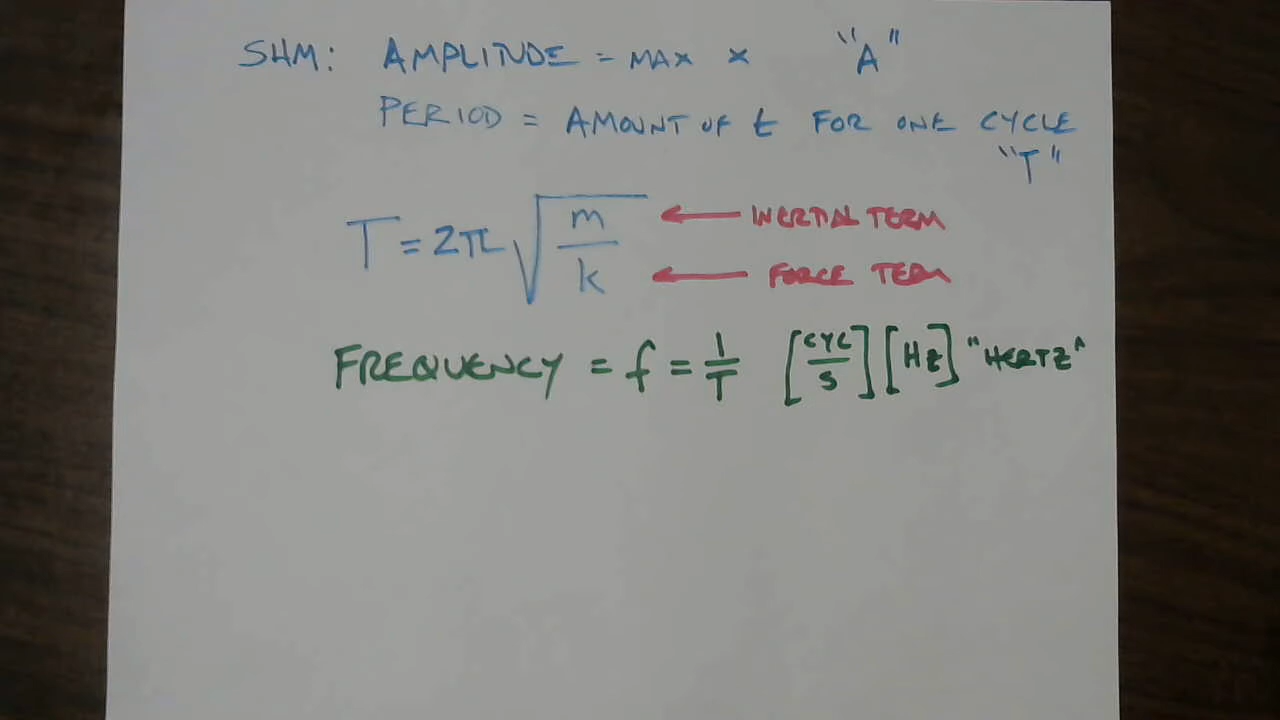 SHM: AMPLITUDE = MAX x "A"
PERIOD = AMOUNT OF t FOR ONE CYCLE
"T"
T = 2π √(m/k) ← INERTIAL TERM
← FORCE TERM
FREQUENCY = f = 1/T [CYC/S] [Hz] "HERTZ"